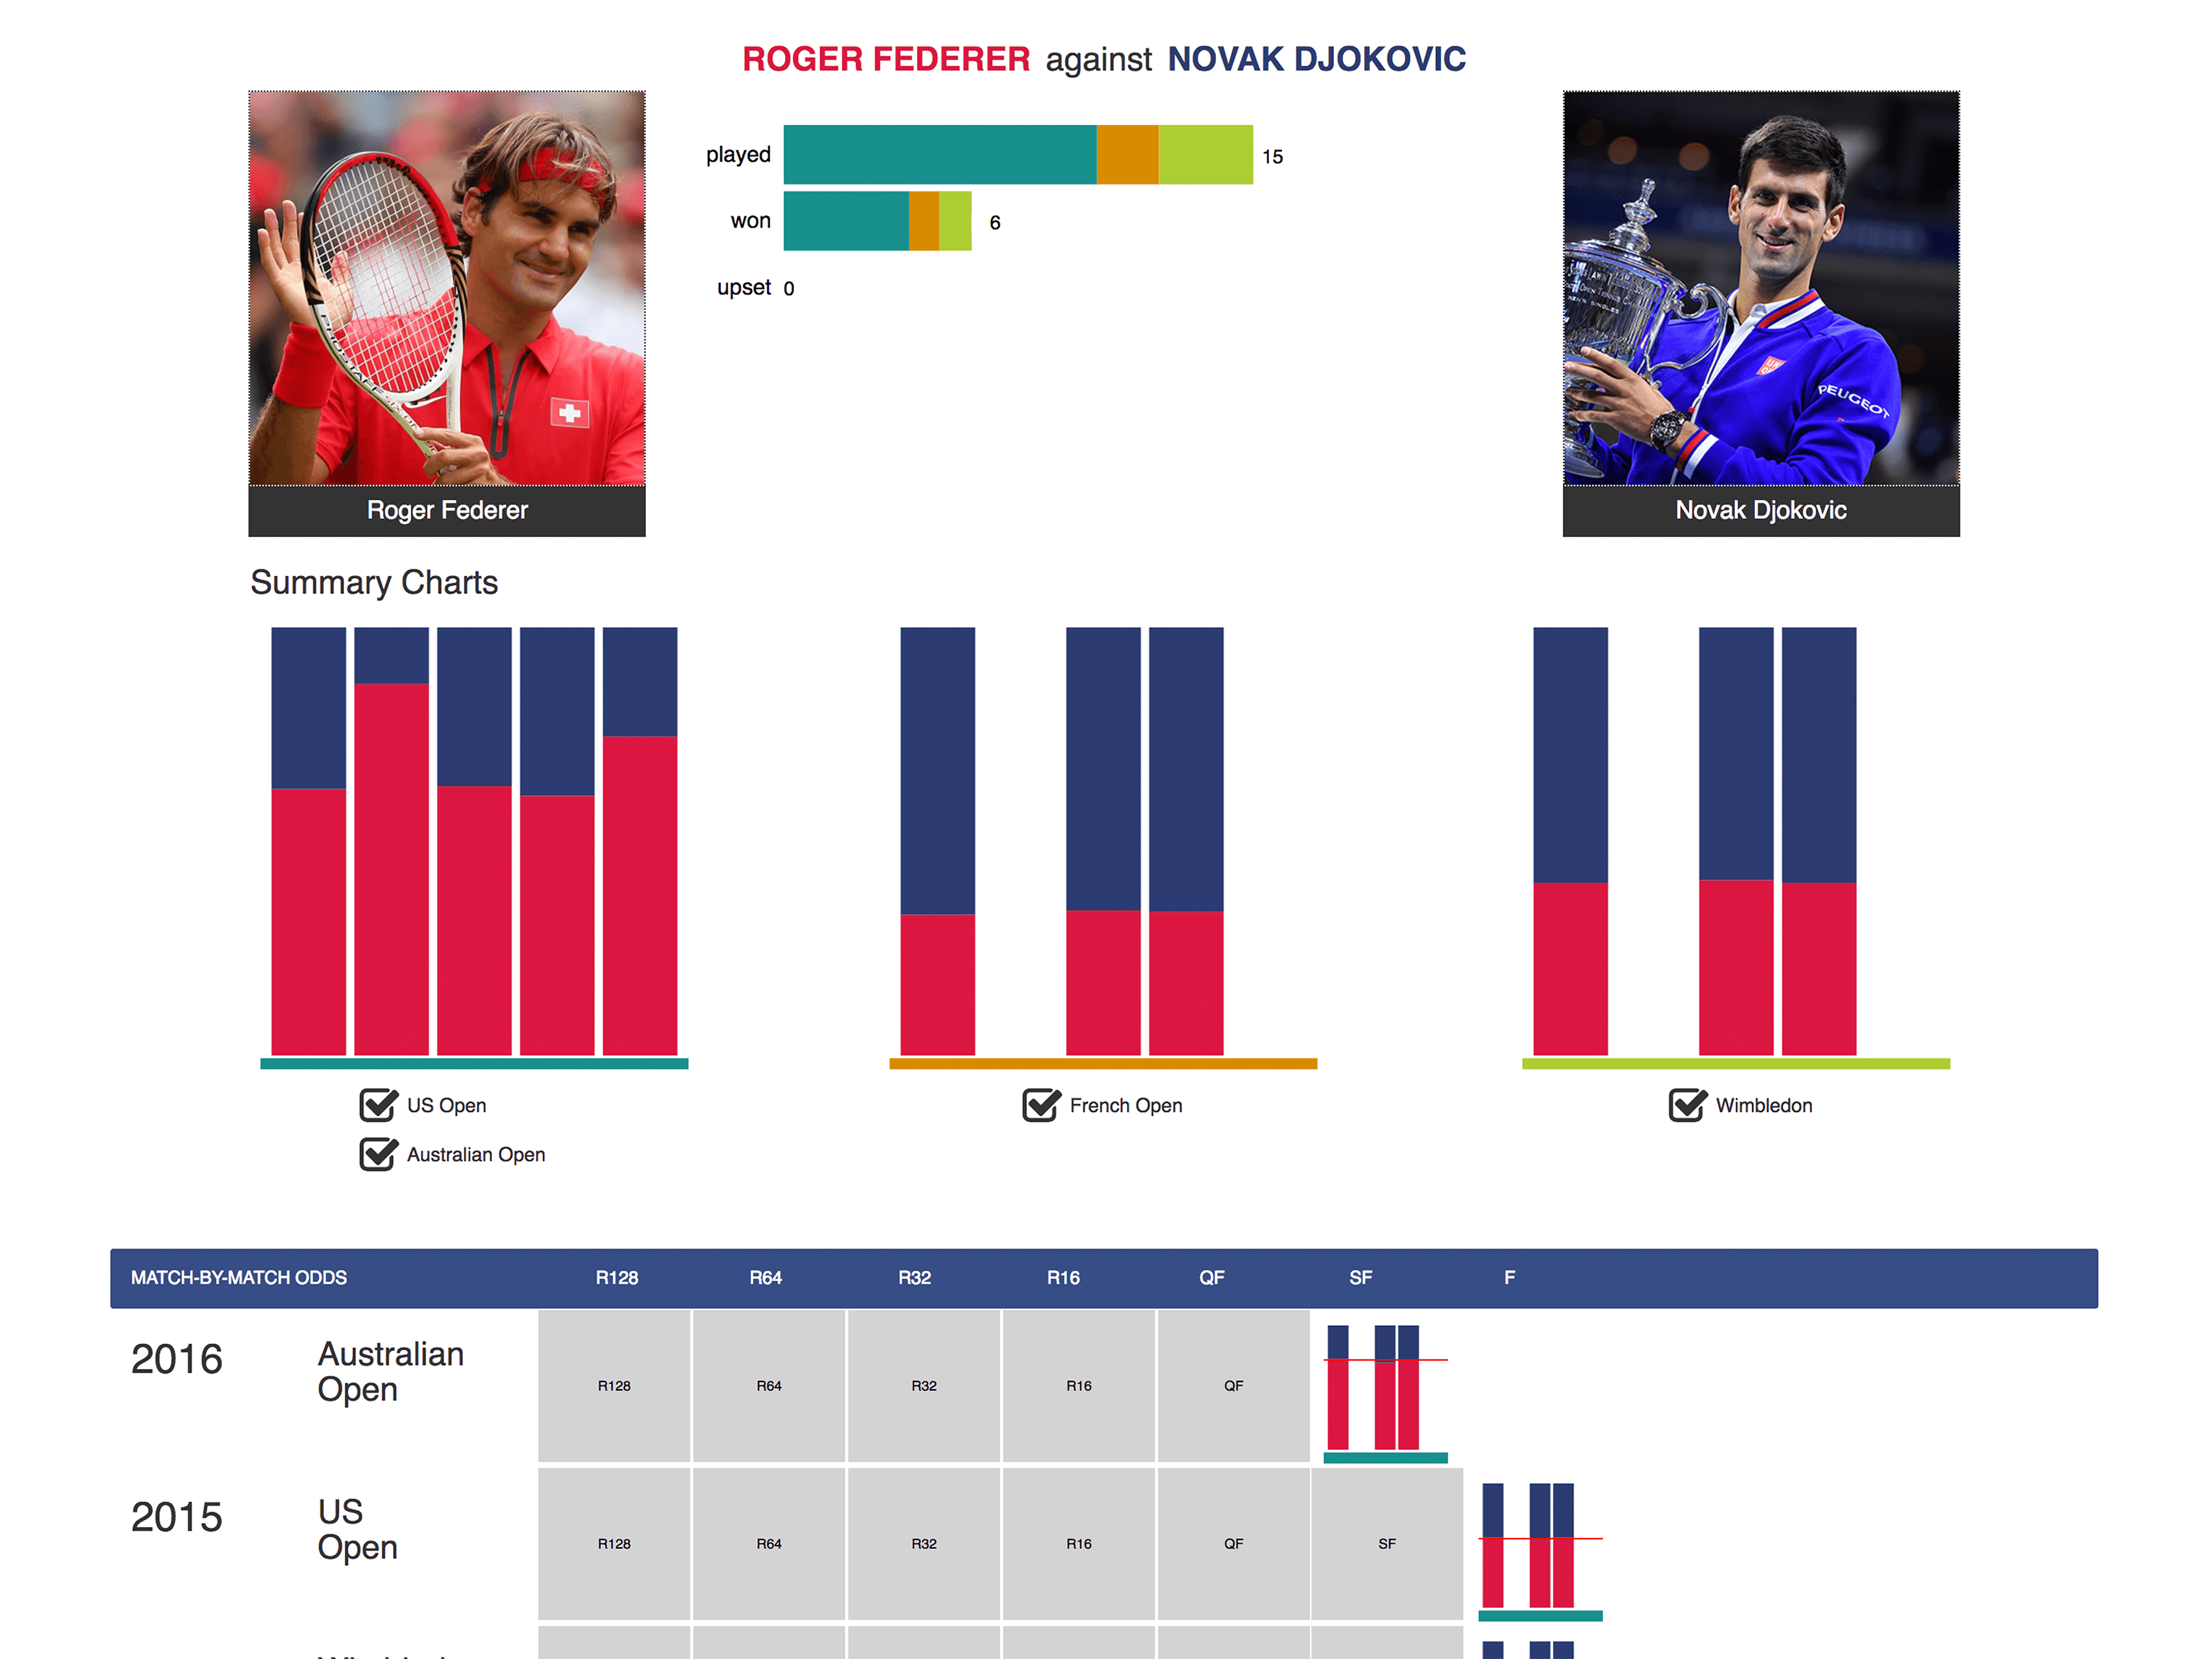 ROGER FEDERER against NOVAK DJOKOVIC
played 15
won 6
upset 0
PEUGEOT
Roger Federer
Novak Djokovic
Summary Charts
US Open
French Open
Wimbledon
Australian Open
MATCH-BY-MATCH ODDS R128 R64 R32 R16 QF SF F
2016
Australian
Open
R128 R64 R32 R16 QF
2015
US
Open
R128 R64 R32 R16 QF SF